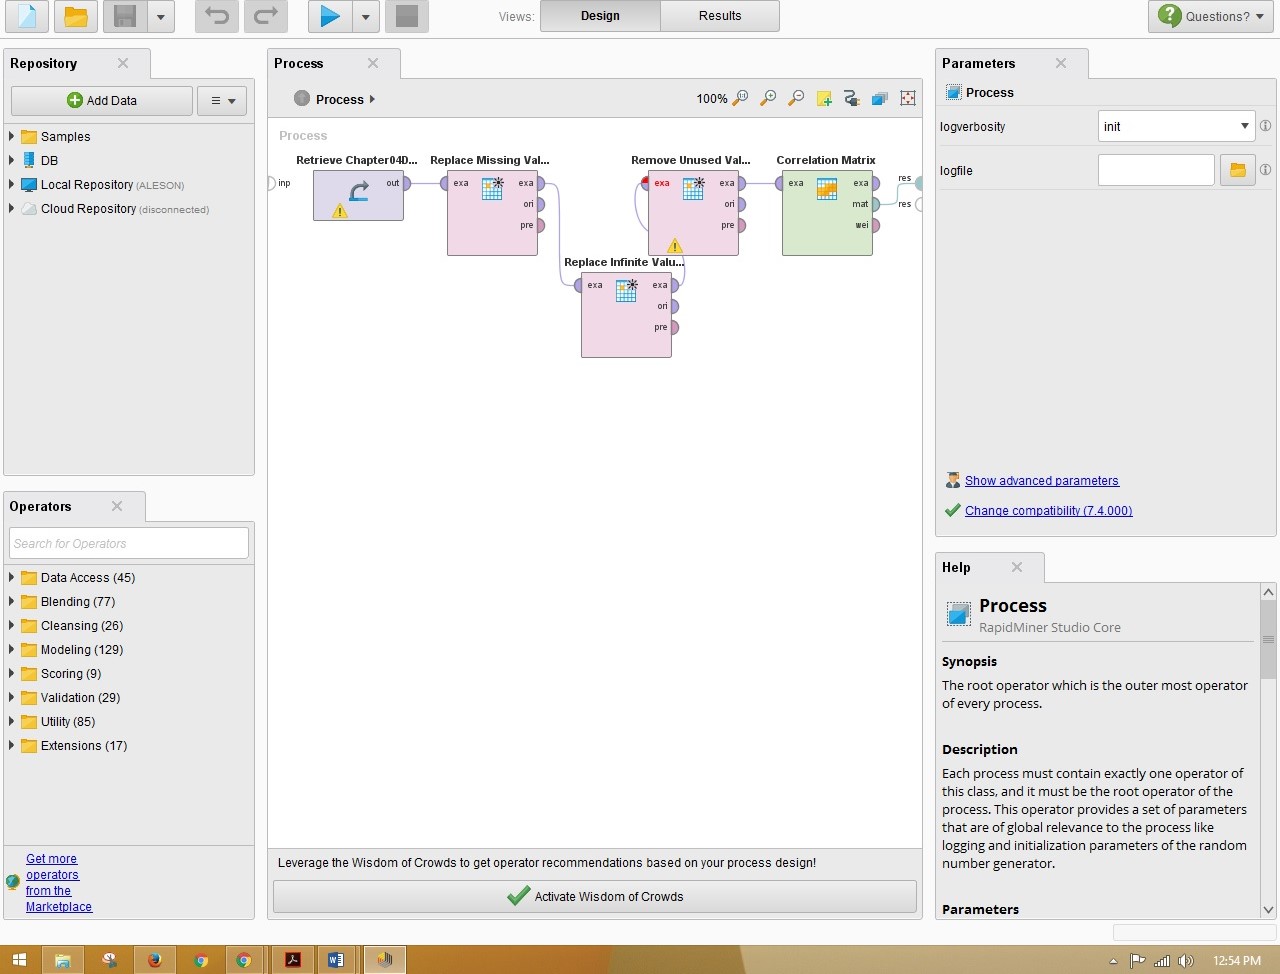 Views:
Design
Results
Questions?
Repository
Add Data
Samples
DB
Local Repository (ALESON)
Cloud Repository (disconnected)
Operators
Search for Operators
Data Access (45)
Blending (77)
Cleansing (26)
Modeling (129)
Scoring (9)
Validation (29)
Utility (85)
Extensions (17)
Get more
operators
from the
Marketplace
Process
Process
100%
Process
inp
Retrieve Chapter04D...
out
Replace Missing Val...
exa
exa
ori
pre
Replace Infinite Valu...
exa
exa
ori
pre
Remove Unused Val...
exa
exa
ori
pre
Correlation Matrix
exa
exa
mat
wei
res
res
Leverage the Wisdom of Crowds to get operator recommendations based on your process design!
Activate Wisdom of Crowds
Parameters
Process
logverbosity
init
logfile
Show advanced parameters
Change compatibility (7.4.000)
Help
Process
RapidMiner Studio Core
Synopsis
The root operator which is the outer most operator
of every process.
Description
Each process must contain exactly one operator of
this class, and it must be the root operator of the
process. This operator provides a set of parameters
that are of global relevance to the process like
logging and initialization parameters of the random
number generator.
Parameters
12:54 PM